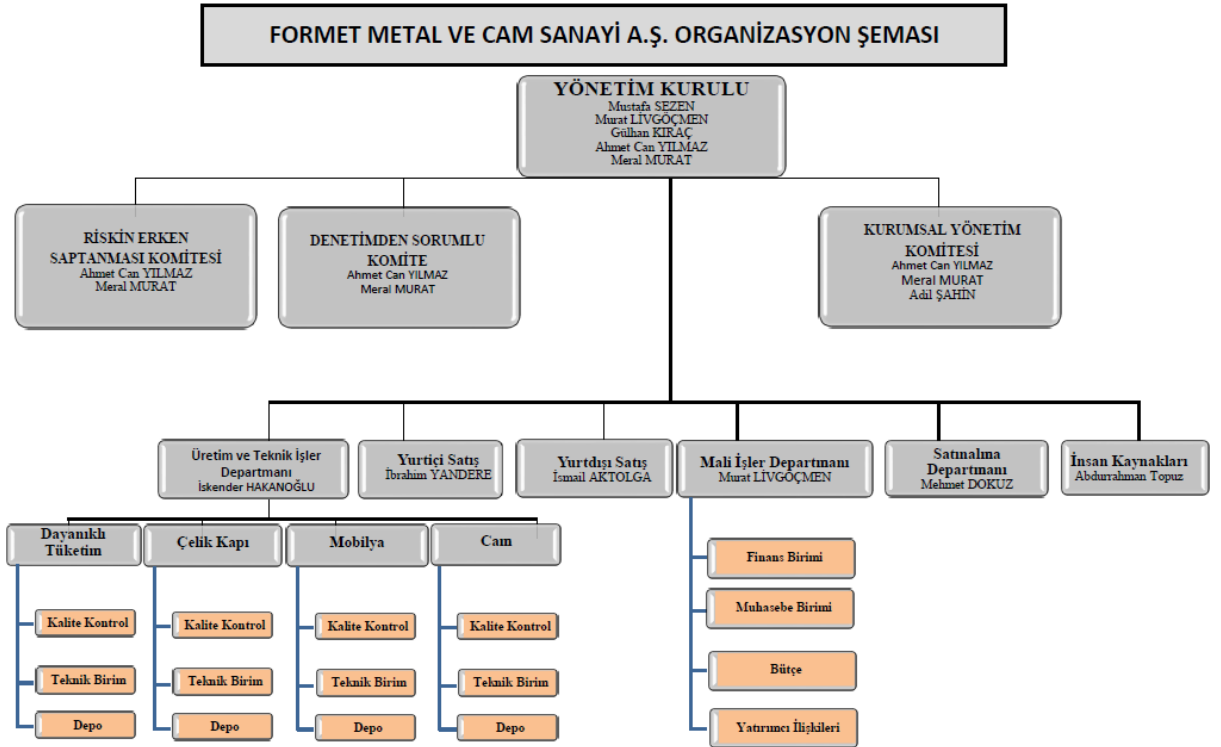 FORMET METAL VE CAM SANAYİ A.Ş. ORGANİZASYON ŞEMASI
YÖNETİM KURULU
Mustafa SEZEN
Murat LİVGÖÇMEN
Gülhan KIRAÇ
Ahmet Can YILMAZ
Meral MURAT
RİSKİN ERKEN
SAPTANMASI KOMİTESİ
Ahmet Can YILMAZ
Meral MURAT
DENETİMDEN SORUMLU
KOMİTE
Ahmet Can YILMAZ
Meral MURAT
KURUMSAL YÖNETİM
KOMİTESİ
Ahmet Can YILMAZ
Meral MURAT
Adil ŞAHİN
Üretim ve Teknik İşler
Departmanı
İskender HAKANOĞLU
Yurtiçi Satış
İbrahim YANDERE
Yurtdışı Satış
İsmail AKTOLGA
Mali İşler Departmanı
Murat LİVGÖÇMEN
Satınalma
Departmanı
Mehmet DOKUZ
İnsan Kaynakları
Abdurrahman Topuz
Dayanıklı
Tüketim
Kalite Kontrol
Teknik Birim
Depo
Çelik Kapı
Kalite Kontrol
Teknik Birim
Depo
Mobilya
Kalite Kontrol
Teknik Birim
Depo
Cam
Kalite Kontrol
Teknik Birim
Depo
Finans Birimi
Muhasebe Birimi
Bütçe
Yatırımcı İlişkileri